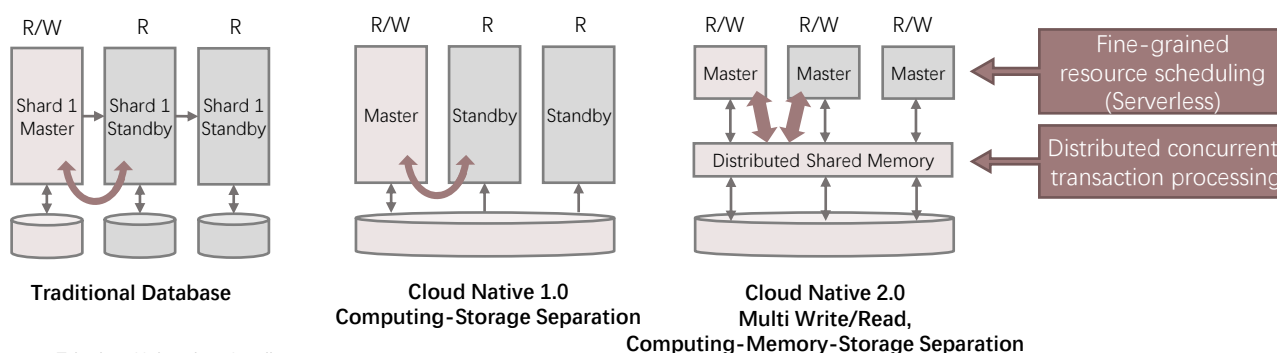 R/W R R
Shard 1
Master
Shard 1
Standby
Shard 1
Standby
Traditional Database
R/W R R
Master
Standby
Standby
Cloud Native 1.0
Computing-Storage Separation
R/W R/W R/W
Master
Master
Master
Distributed Shared Memory
Cloud Native 2.0
Multi Write/Read,
Computing-Memory-Storage Separation
Fine-grained
resource scheduling
(Serverless)
Distributed concurrent
transaction processing